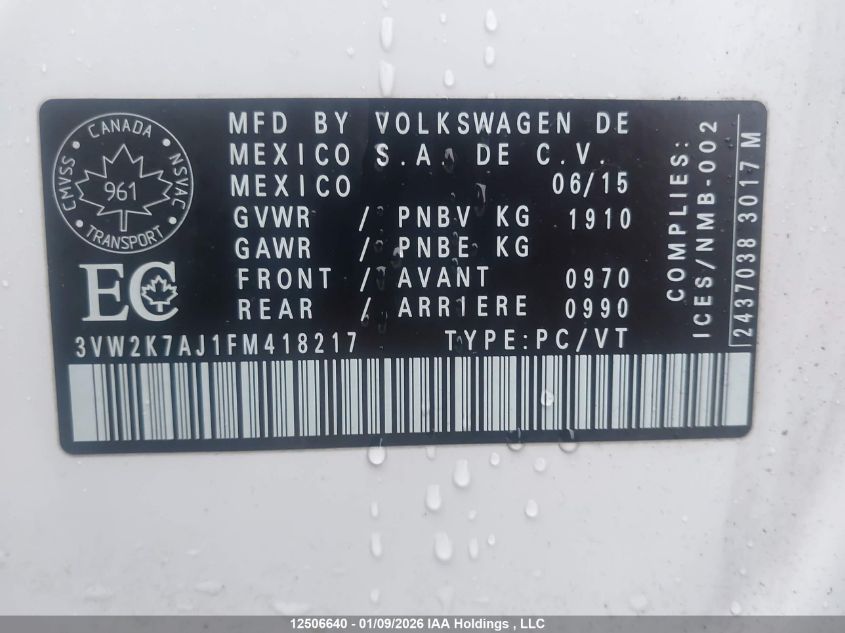 CANADA
CMVSS
NSVAC
961
TRANSPORT
MFD BY VOLKSWAGEN DE
MEXICO S.A. DE C.V.
MEXICO 06/15
GVWR / PNBV KG 1910
GAWR / PNBE KG
FRONT / AVANT 0970
REAR / ARRIERE 0990
EC
3VW2K7AJ1FM418217 TYPE:PC/VT
COMPLIES:
ICES/NMB-002
2437038 3017 M
12506640 - 01/09/2026 IAA Holdings , LLC